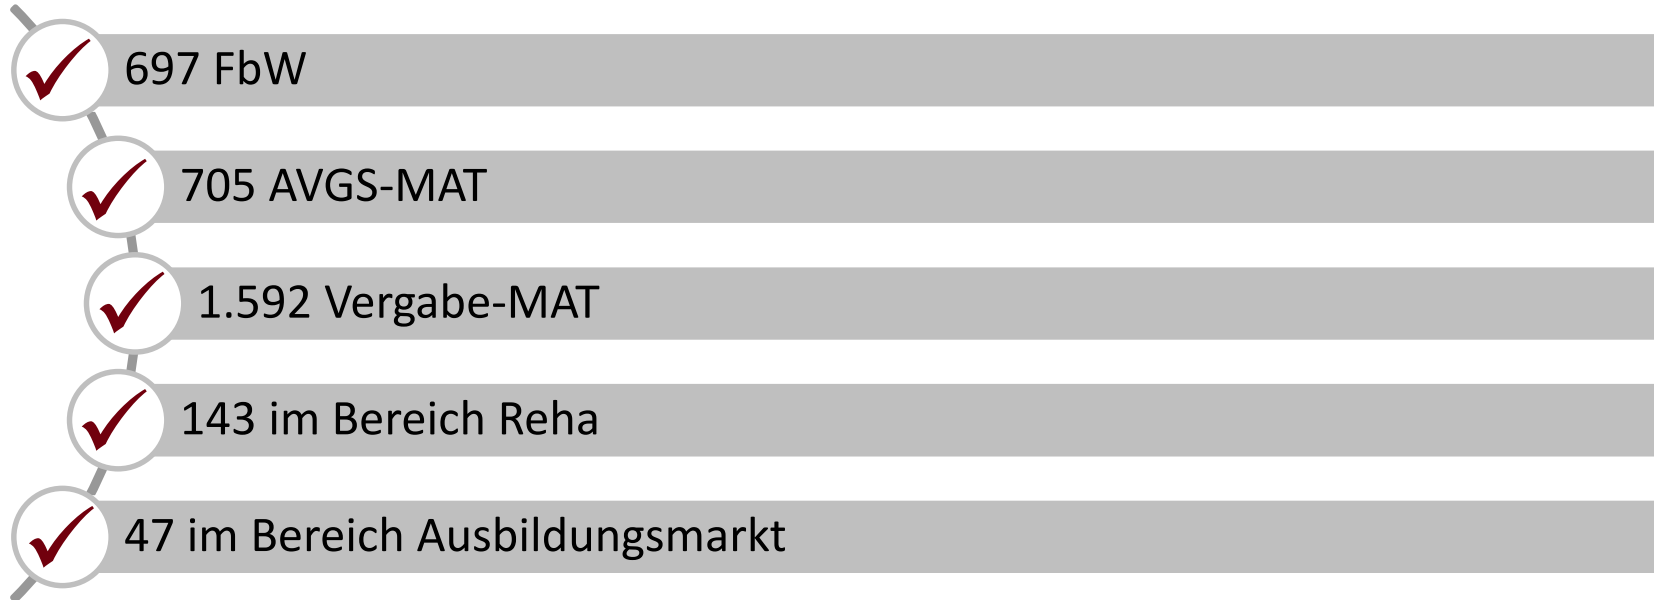 697 FbW
705 AVGS-MAT
1.592 Vergabe-MAT
143 im Bereich Reha
47 im Bereich Ausbildungsmarkt